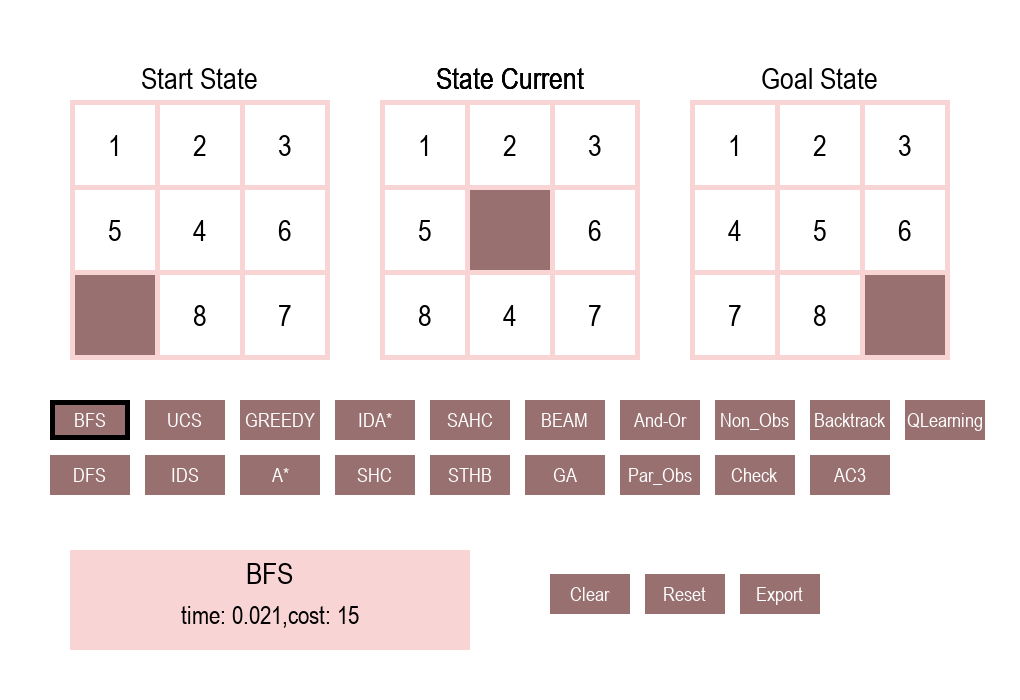 Start State State Current Goal State
1 2 3 1 2 3 1 2 3
5 4 6 5 6 4 5 6
8 7 8 4 7 7 8
BFS UCS GREEDY IDA* SAHC BEAM And-Or Non_Obs Backtrack QLearning
DFS IDS A* SHC STHB GA Par_Obs Check AC3
BFS
time: 0.021,cost: 15
Clear Reset Export